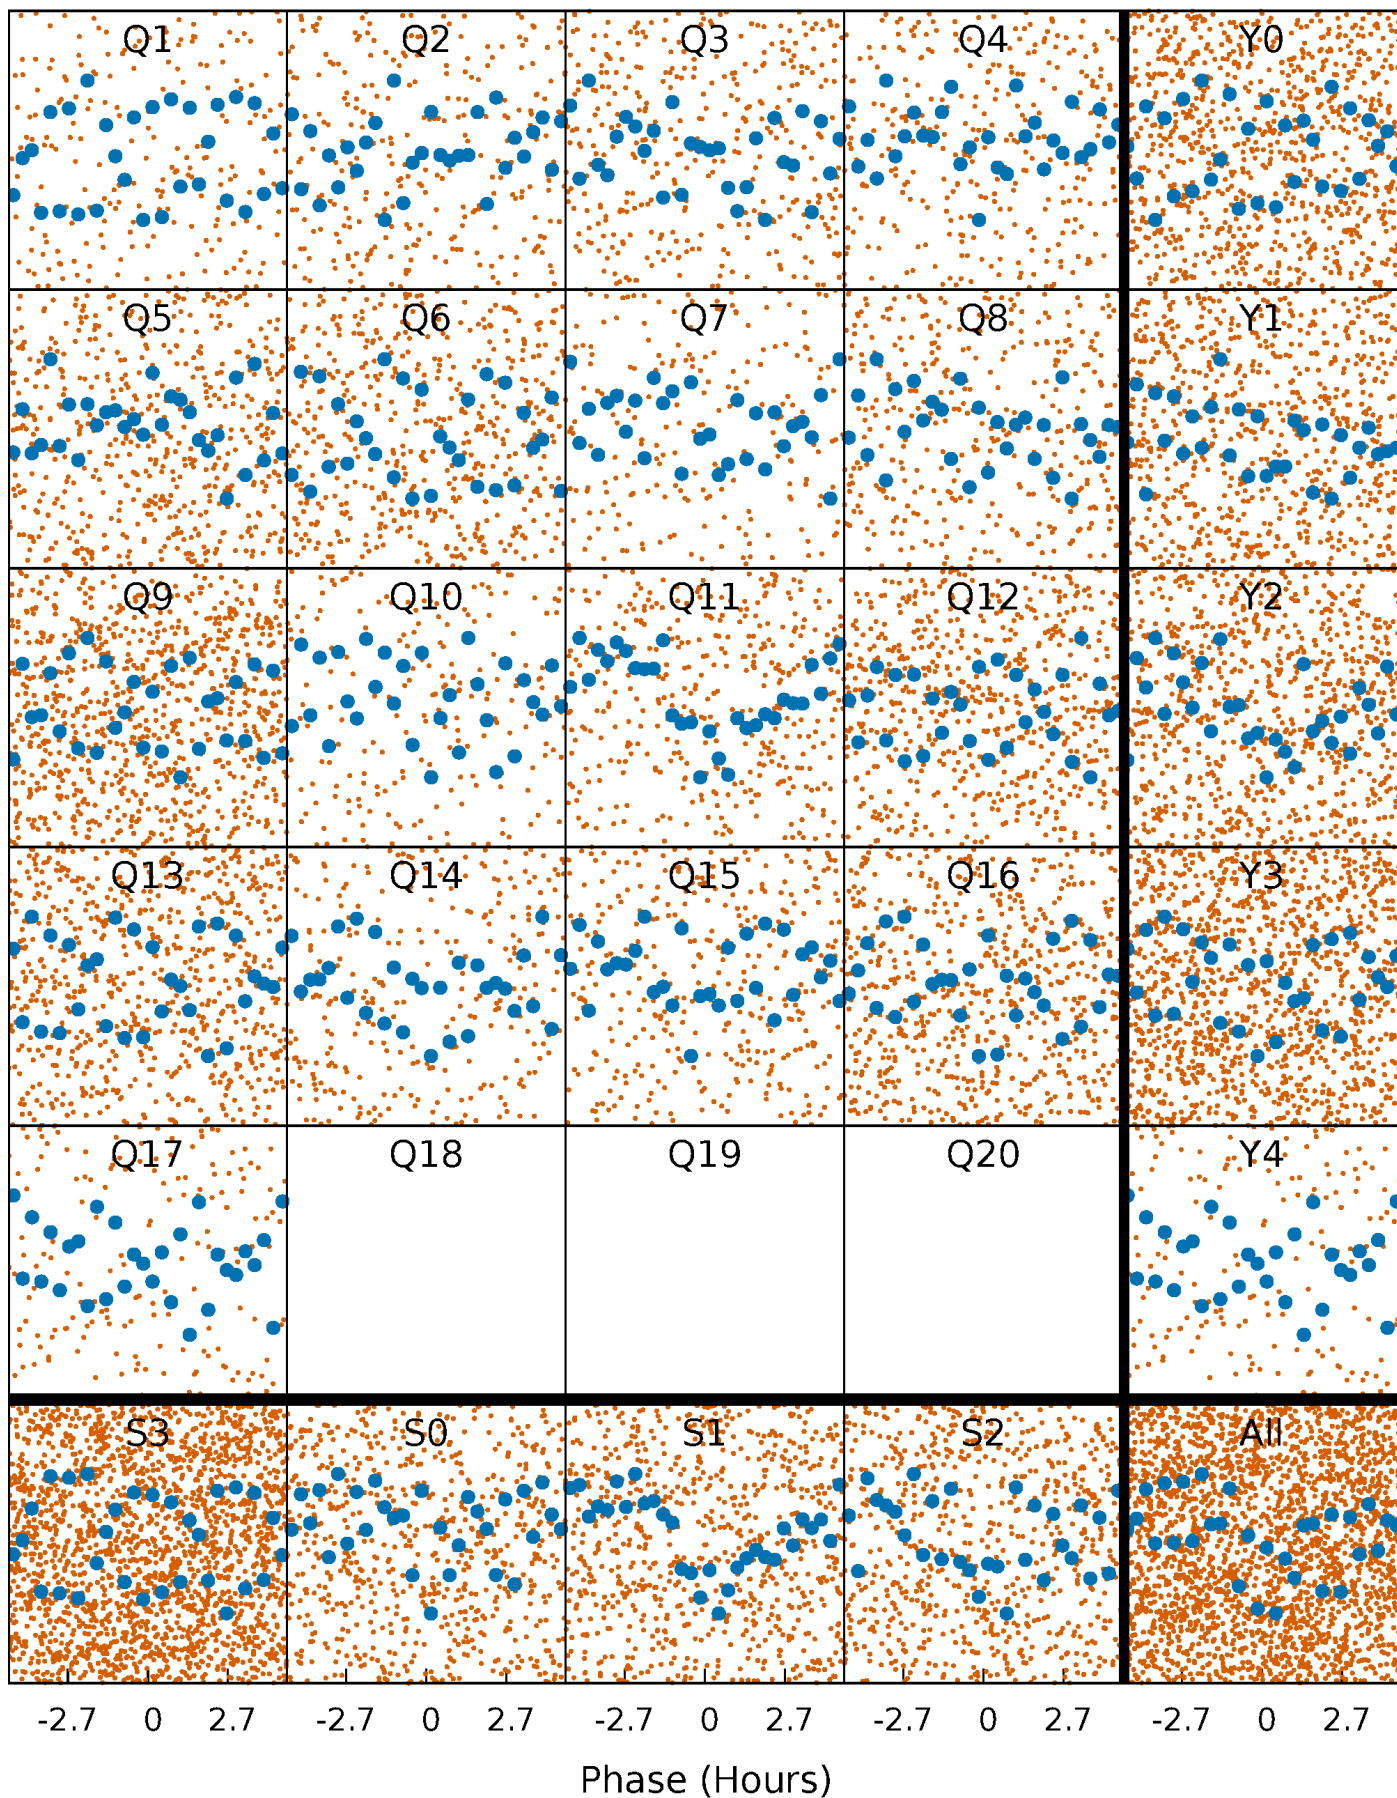 Q1 Q2 Q3 Q4 Y0
Q5 Q6 Q7 Q8 Y1
Q9 Q10 Q11 Q12 Y2
Q13 Q14 Q15 Q16 Y3
Q17 Q18 Q19 Q20 Y4
S3 S0 S1 S2 All
-2.7 0 2.7 -2.7 0 2.7 -2.7 0 2.7 -2.7 0 2.7 -2.7 0 2.7
Phase (Hours)